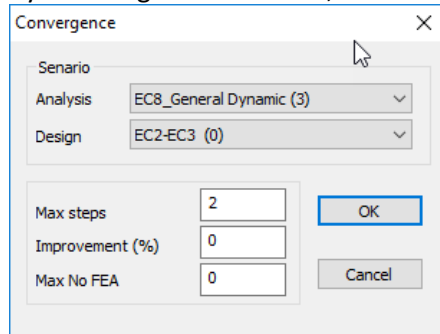 Convergence
Senario
Analysis EC8_General Dynamic (3)
Design EC2-EC3 (0)
Max steps 2 OK
Improvement (%) 0
Max No FEA 0 Cancel